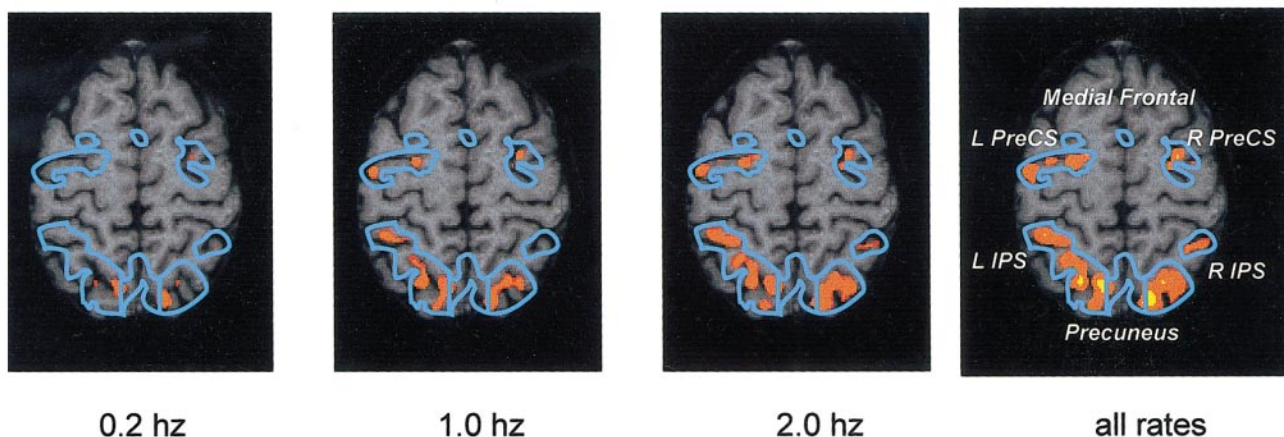 Medial Frontal
L PreCS
R PreCS
L IPS
R IPS
Precuneus
0.2 hz
1.0 hz
2.0 hz
all rates